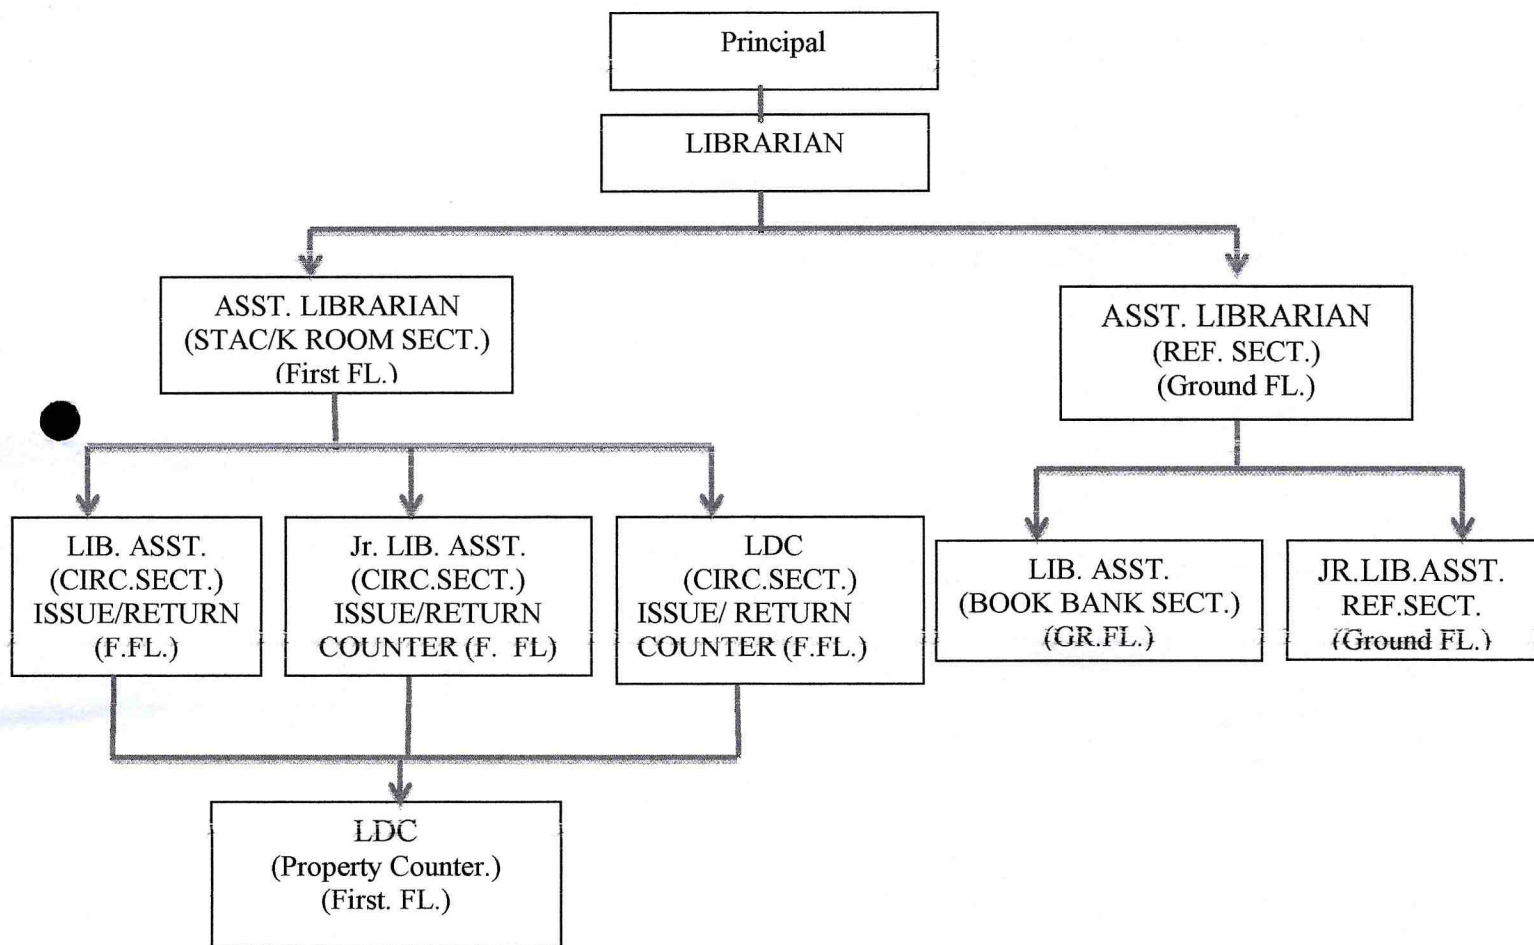 Principal
LIBRARIAN
ASST. LIBRARIAN
(STAC/K ROOM SECT.)
(First FL.)
ASST. LIBRARIAN
(REF. SECT.)
(Ground FL.)
LIB. ASST.
(CIRC.SECT.)
ISSUE/RETURN
(F.FL.)
Jr. LIB. ASST.
(CIRC.SECT.)
ISSUE/RETURN
COUNTER (F. FL)
LDC
(CIRC.SECT.)
ISSUE/ RETURN
COUNTER (F.FL.)
LIB. ASST.
(BOOK BANK SECT.)
(GR.FL.)
JR.LIB.ASST.
REF.SECT.
(Ground FL.)
LDC
(Property Counter.)
(First. FL.)